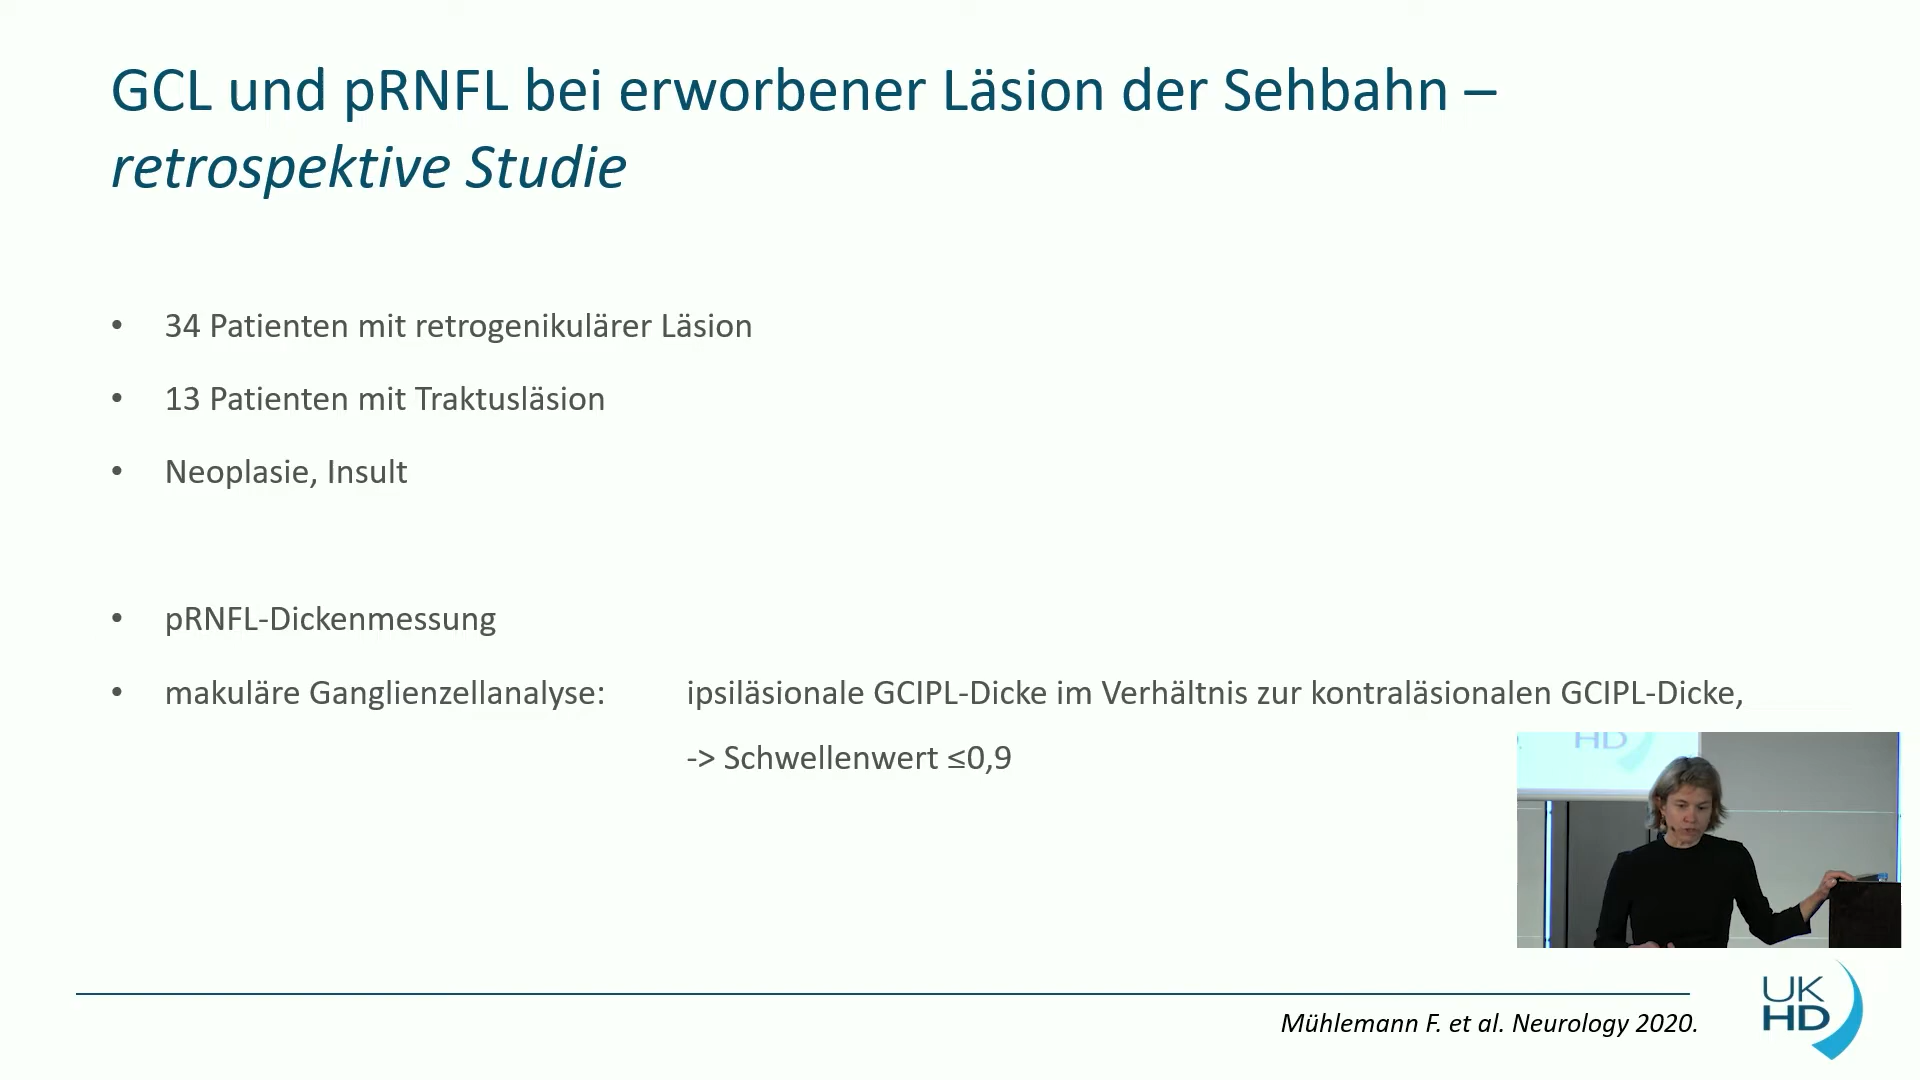 GCL und pRNFL bei erworbener Läsion der Sehbahn –
retrospektive Studie
• 34 Patienten mit retrogenikulärer Läsion
• 13 Patienten mit Traktusläsion
• Neoplasie, Insult
• pRNFL-Dickenmessung
• makuläre Ganglienzellanalyse: ipsiläsionale GCIPL-Dicke im Verhältnis zur kontraläsionalen GCIPL-Dicke,
-> Schwellenwert ≤0,9
HD
Mühlemann F. et al. Neurology 2020.
UK
HD